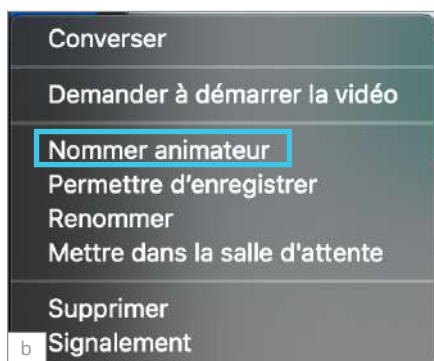 Converser
Demander à démarrer la vidéo
Nommer animateur
Permettre d'enregistrer
Renommer
Mettre dans la salle d'attente
Supprimer
Signalement
b